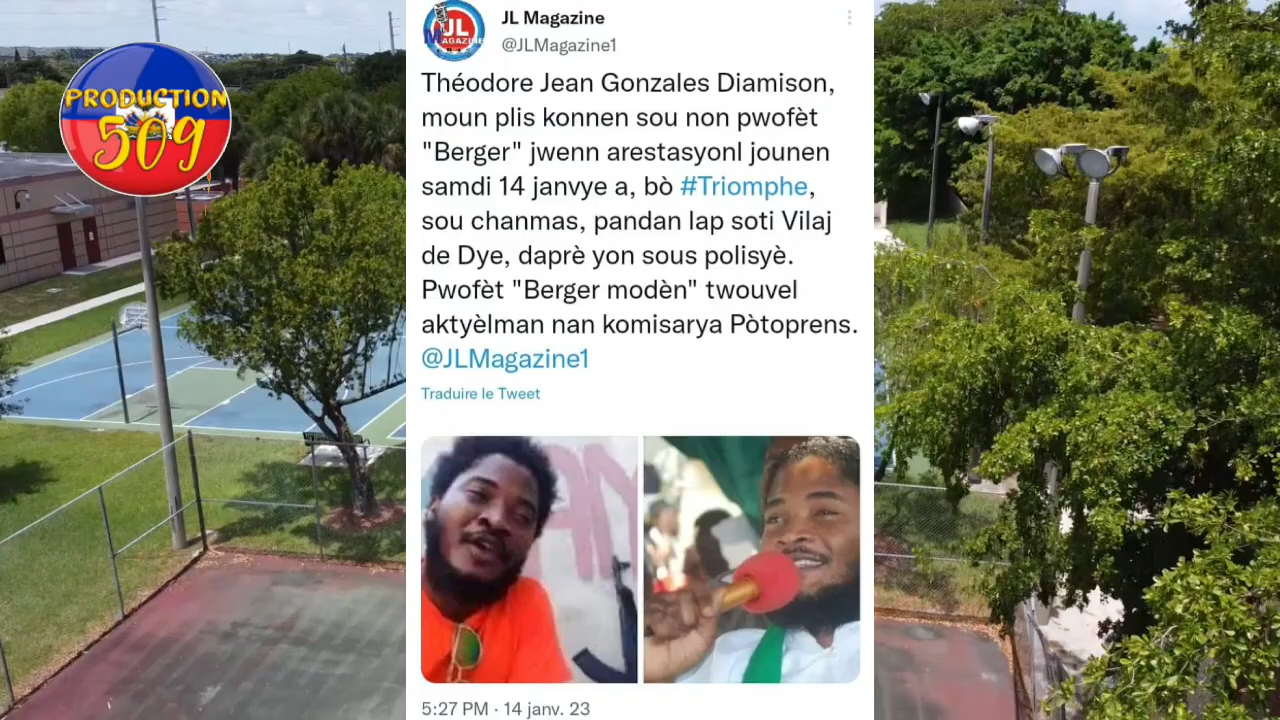 PRODUCTION
509
JL
MAGAZINE
JL Magazine
@JLMagazine1
Théodore Jean Gonzales Diamison,
moun plis konnen sou non pwofèt
"Berger" jwenn arestasyonl jounen
samdi 14 janvye a, bò #Triomphe,
sou chanmas, pandan lap soti Vilaj
de Dye, daprè yon sous polisyè.
Pwofèt "Berger modèn" twouvel
aktyèlman nan komisarya Pòtoprens.
@JLMagazine1
Traduire le Tweet
5:27 PM · 14 janv. 23